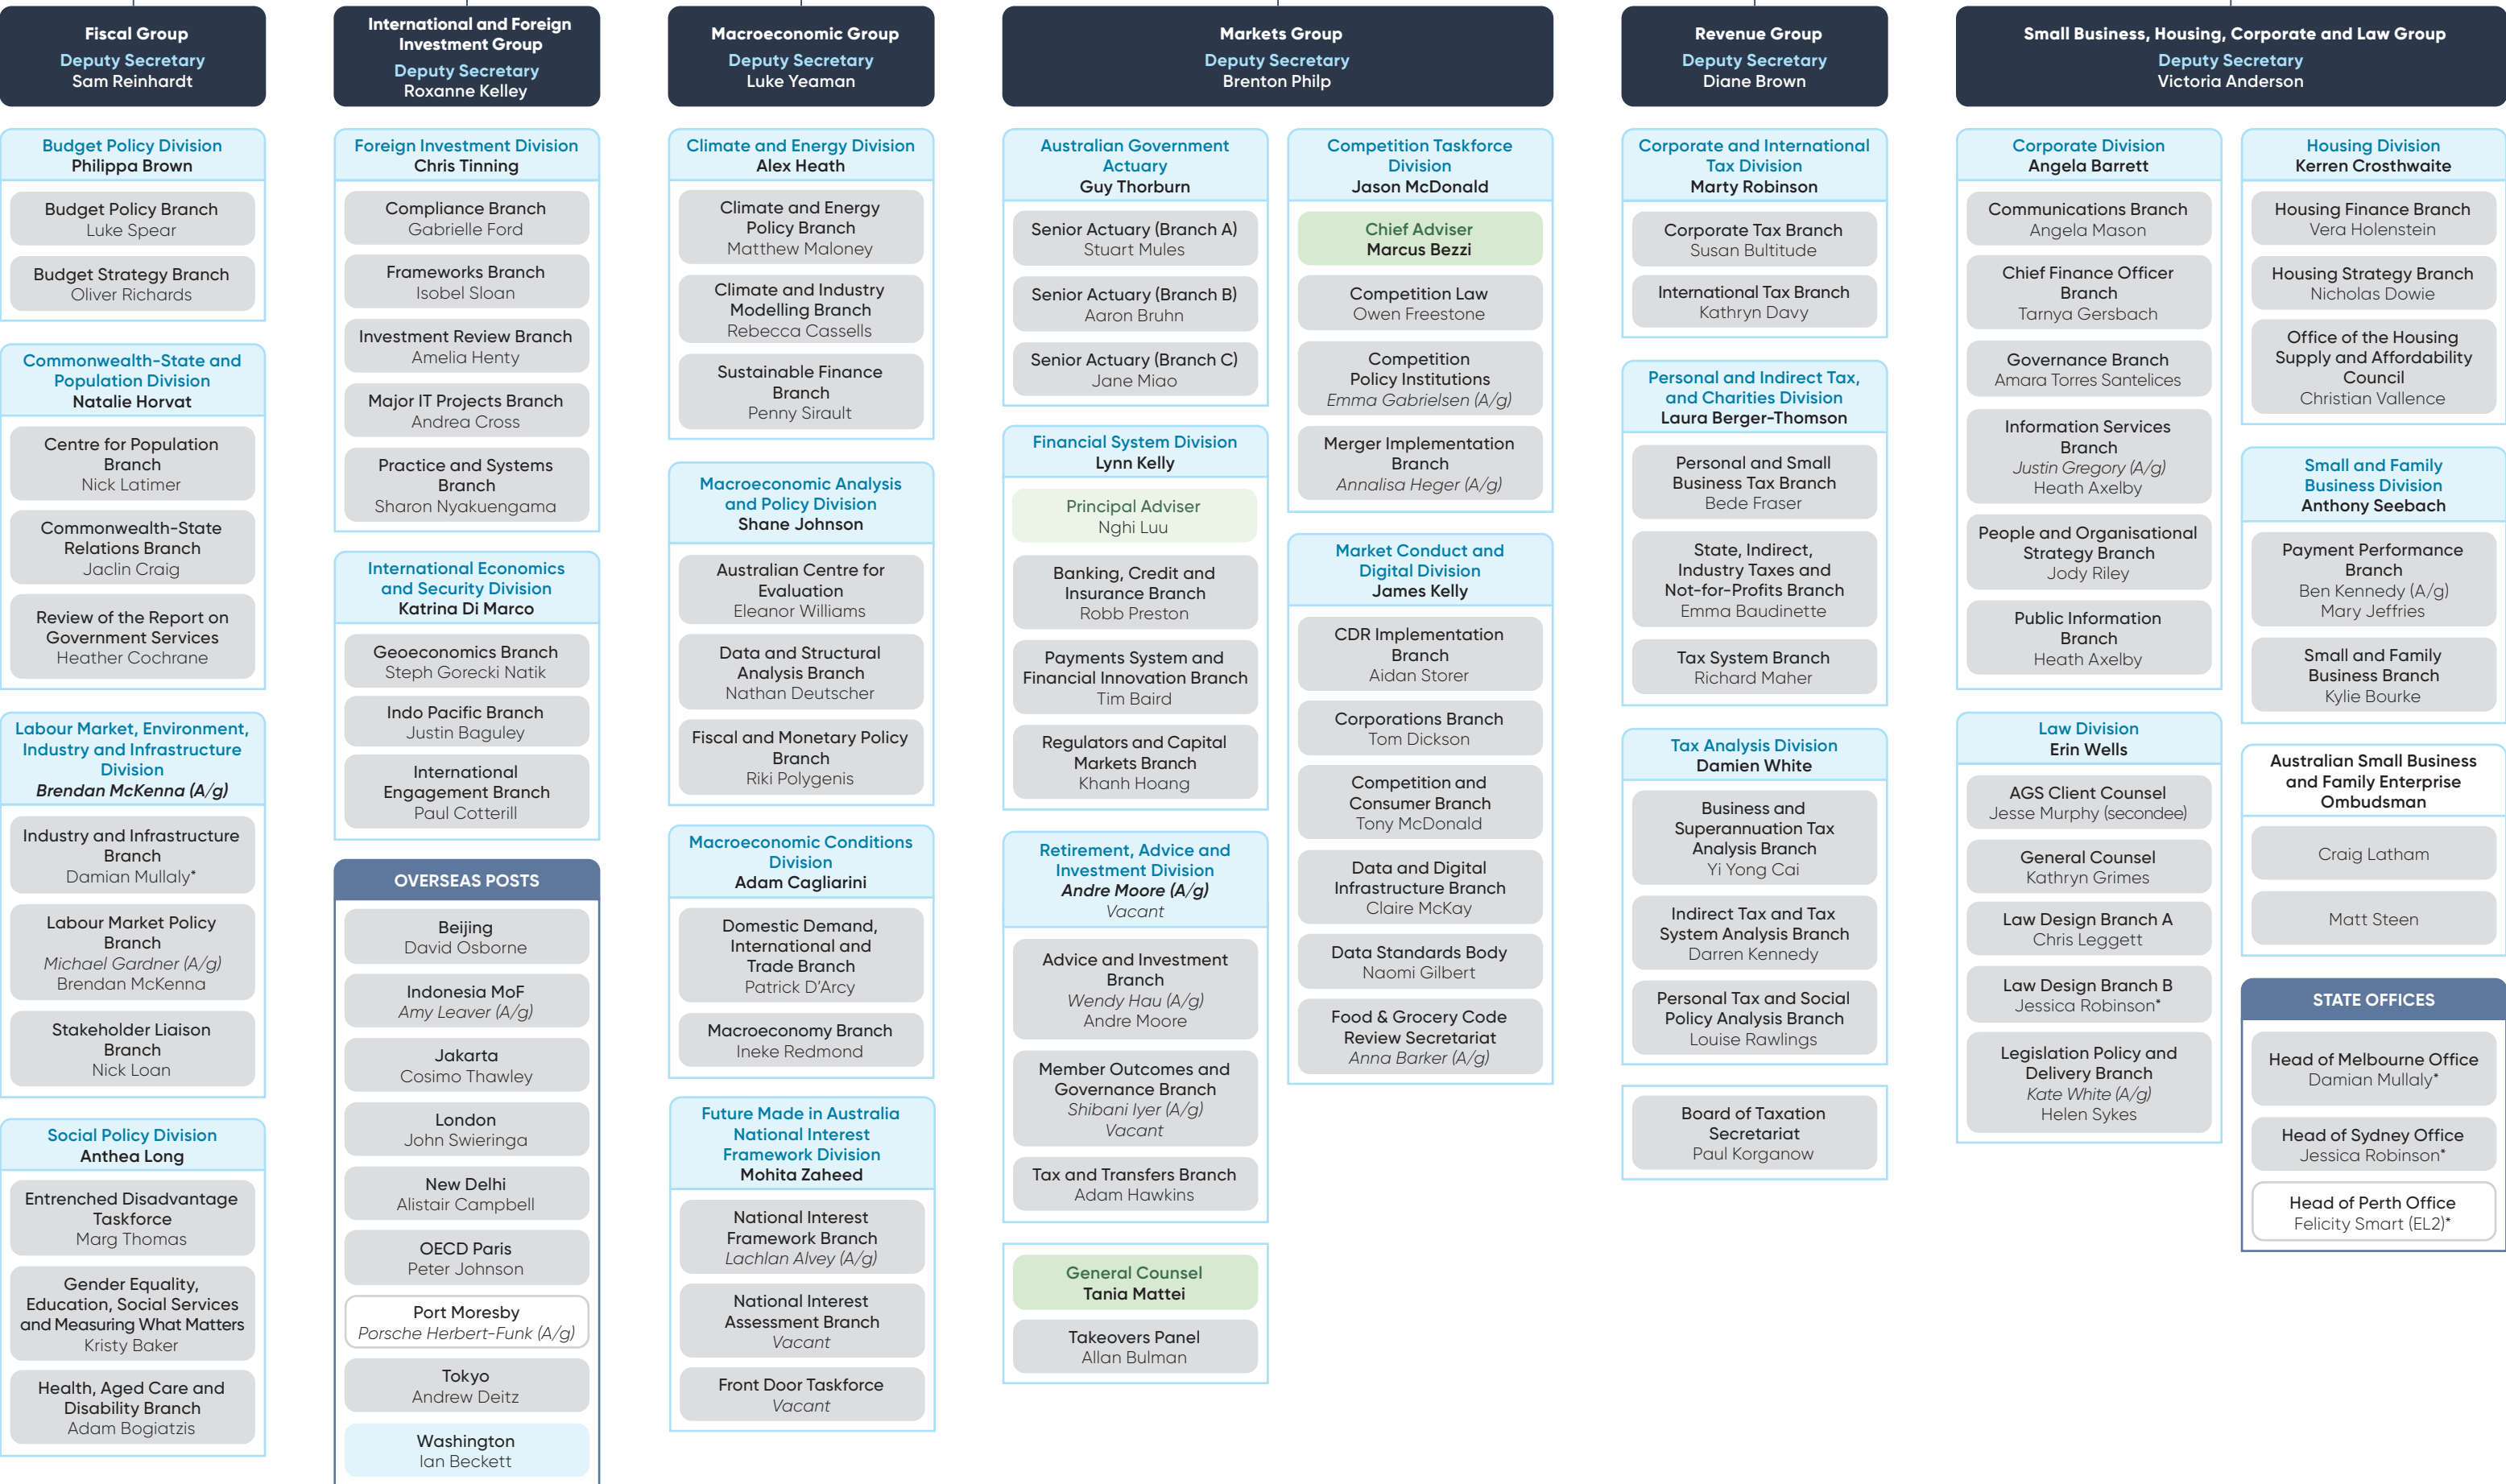 Fiscal Group
Deputy Secretary
Sam Reinhardt
Budget Policy Division
Philippa Brown
Budget Policy Branch
Luke Spear
Budget Strategy Branch
Oliver Richards
Commonwealth-State and
Population Division
Natalie Horvat
Centre for Population
Branch
Nick Latimer
Commonwealth-State
Relations Branch
Jaclin Craig
Review of the Report on
Government Services
Heather Cochrane
Labour Market, Environment,
Industry and Infrastructure
Division
Brendan McKenna (A/g)
Industry and Infrastructure
Branch
Damian Mullaly*
Labour Market Policy
Branch
Michael Gardner (A/g)
Brendan McKenna
Stakeholder Liaison
Branch
Nick Loan
Social Policy Division
Anthea Long
Entrenched Disadvantage
Taskforce
Marg Thomas
Gender Equality,
Education, Social Services
and Measuring What Matters
Kristy Baker
Health, Aged Care and
Disability Branch
Adam Bogiatzis
International and Foreign
Investment Group
Deputy Secretary
Roxanne Kelley
Foreign Investment Division
Chris Tinning
Compliance Branch
Gabrielle Ford
Frameworks Branch
Isobel Sloan
Investment Review Branch
Amelia Henty
Major IT Projects Branch
Andrea Cross
Practice and Systems
Branch
Sharon Nyakuengama
International Economics
and Security Division
Katrina Di Marco
Geoeconomics Branch
Steph Gorecki Natik
Indo Pacific Branch
Justin Baguley
International
Engagement Branch
Paul Cotterill
OVERSEAS POSTS
Beijing
David Osborne
Indonesia MoF
Amy Leaver (A/g)
Jakarta
Cosimo Thawley
London
John Swieringa
New Delhi
Alistair Campbell
OECD Paris
Peter Johnson
Port Moresby
Porsche Herbert-Funk (A/g)
Tokyo
Andrew Deitz
Washington
Ian Beckett
Macroeconomic Group
Deputy Secretary
Luke Yeaman
Climate and Energy Division
Alex Heath
Climate and Energy
Policy Branch
Matthew Maloney
Climate and Industry
Modelling Branch
Rebecca Cassells
Sustainable Finance
Branch
Penny Sirault
Macroeconomic Analysis
and Policy Division
Shane Johnson
Australian Centre for
Evaluation
Eleanor Williams
Data and Structural
Analysis Branch
Nathan Deutscher
Fiscal and Monetary Policy
Branch
Riki Polygenis
Macroeconomic Conditions
Division
Adam Cagliarini
Domestic Demand,
International and
Trade Branch
Patrick D'Arcy
Macroeconomy Branch
Ineke Redmond
Future Made in Australia
National Interest
Framework Division
Mohita Zaheed
National Interest
Framework Branch
Lachlan Alvey (A/g)
National Interest
Assessment Branch
Vacant
Front Door Taskforce
Vacant
Markets Group
Deputy Secretary
Brenton Philp
Australian Government
Actuary
Guy Thorburn
Senior Actuary (Branch A)
Stuart Mules
Senior Actuary (Branch B)
Aaron Bruhn
Senior Actuary (Branch C)
Jane Miao
Financial System Division
Lynn Kelly
Principal Adviser
Nghi Luu
Banking, Credit and
Insurance Branch
Robb Preston
Payments System and
Financial Innovation Branch
Tim Baird
Regulators and Capital
Markets Branch
Khanh Hoang
Retirement, Advice and
Investment Division
Andre Moore (A/g)
Vacant
Advice and Investment
Branch
Wendy Hau (A/g)
Andre Moore
Member Outcomes and
Governance Branch
Shibani Iyer (A/g)
Vacant
Tax and Transfers Branch
Adam Hawkins
General Counsel
Tania Mattei
Takeovers Panel
Allan Bulman
Competition Taskforce
Division
Jason McDonald
Chief Adviser
Marcus Bezzi
Competition Law
Owen Freestone
Competition
Policy Institutions
Emma Gabrielsen (A/g)
Merger Implementation
Branch
Annalisa Heger (A/g)
Market Conduct and
Digital Division
James Kelly
CDR Implementation
Branch
Aidan Storer
Corporations Branch
Tom Dickson
Competition and
Consumer Branch
Tony McDonald
Data and Digital
Infrastructure Branch
Claire McKay
Data Standards Body
Naomi Gilbert
Food & Grocery Code
Review Secretariat
Anna Barker (A/g)
Revenue Group
Deputy Secretary
Diane Brown
Corporate and International
Tax Division
Marty Robinson
Corporate Tax Branch
Susan Bultitude
International Tax Branch
Kathryn Davy
Personal and Indirect Tax,
and Charities Division
Laura Berger-Thomson
Personal and Small
Business Tax Branch
Bede Fraser
State, Indirect,
Industry Taxes and
Not-for-Profits Branch
Emma Baudinette
Tax System Branch
Richard Maher
Tax Analysis Division
Damien White
Business and
Superannuation Tax
Analysis Branch
Yi Yong Cai
Indirect Tax and Tax
System Analysis Branch
Darren Kennedy
Personal Tax and Social
Policy Analysis Branch
Louise Rawlings
Board of Taxation
Secretariat
Paul Korganow
Small Business, Housing, Corporate and Law Group
Deputy Secretary
Victoria Anderson
Corporate Division
Angela Barrett
Communications Branch
Angela Mason
Chief Finance Officer
Branch
Tarnya Gersbach
Governance Branch
Amara Torres Santelices
Information Services
Branch
Justin Gregory (A/g)
Heath Axelby
People and Organisational
Strategy Branch
Jody Riley
Public Information
Branch
Heath Axelby
Law Division
Erin Wells
AGS Client Counsel
Jesse Murphy (secondee)
General Counsel
Kathryn Grimes
Law Design Branch A
Chris Leggett
Law Design Branch B
Jessica Robinson*
Legislation Policy and
Delivery Branch
Kate White (A/g)
Helen Sykes
Housing Division
Kerren Crosthwaite
Housing Finance Branch
Vera Holenstein
Housing Strategy Branch
Nicholas Dowie
Office of the Housing
Supply and Affordability
Council
Christian Vallence
Small and Family
Business Division
Anthony Seebach
Payment Performance
Branch
Ben Kennedy (A/g)
Mary Jeffries
Small and Family
Business Branch
Kylie Bourke
Australian Small Business
and Family Enterprise
Ombudsman
Craig Latham
Matt Steen
STATE OFFICES
Head of Melbourne Office
Damian Mullaly*
Head of Sydney Office
Jessica Robinson*
Head of Perth Office
Felicity Smart (EL2)*